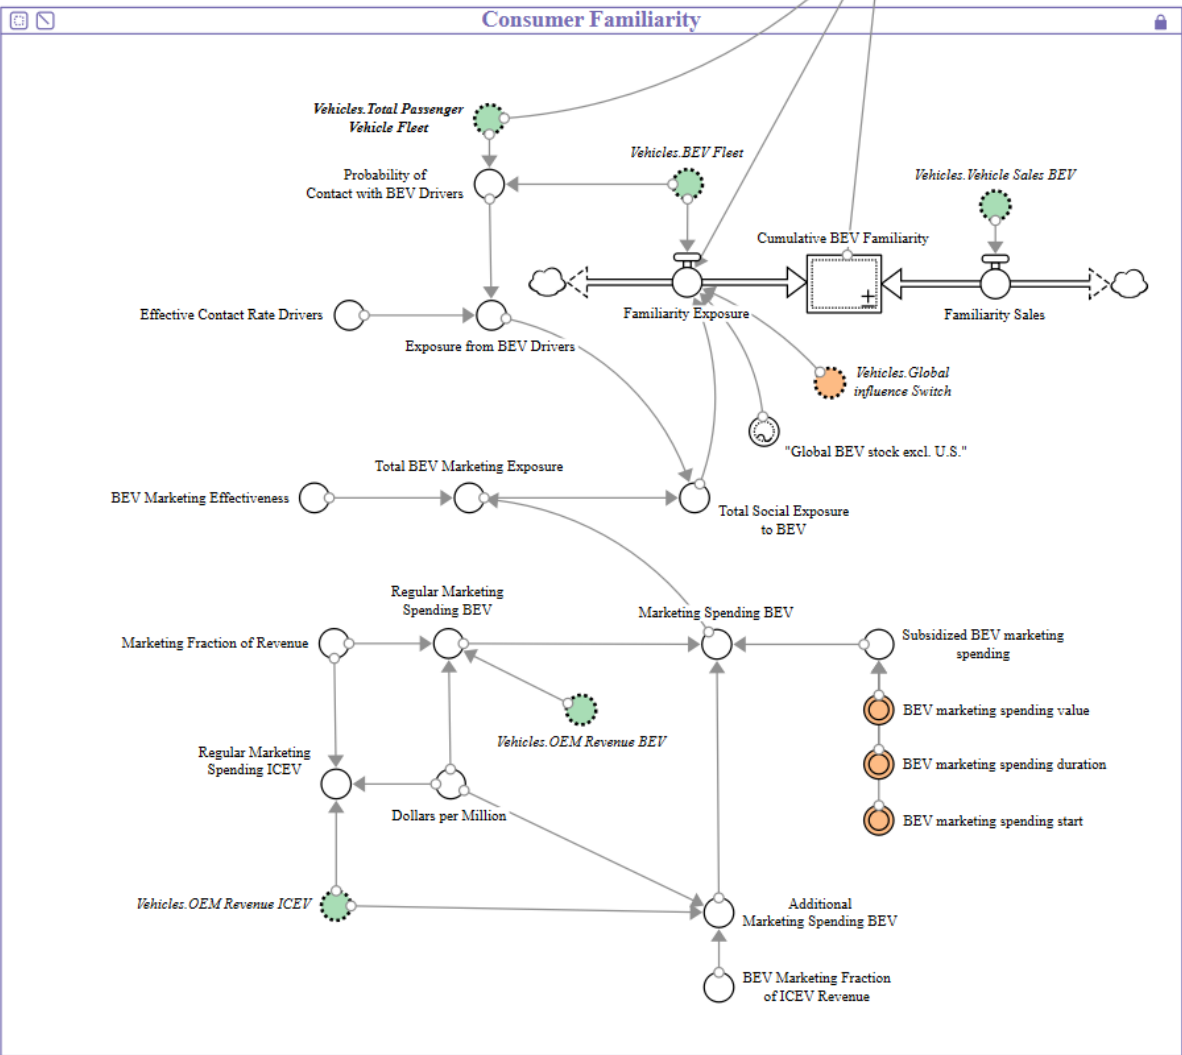 Consumer Familiarity
Vehicles.Total Passenger
Vehicle Fleet
Vehicles.BEV Fleet
Probability of
Contact with BEV Drivers
Vehicles.Vehicle Sales BEV
Cumulative BEV Familiarity
Effective Contact Rate Drivers
Familiarity Exposure
Familiarity Sales
Exposure from BEV Drivers
Vehicles.Global
influence Switch
"Global BEV stock excl. U.S."
Total BEV Marketing Exposure
BEV Marketing Effectiveness
Total Social Exposure
to BEV
Regular Marketing
Spending BEV
Marketing Spending BEV
Marketing Fraction of Revenue
Subsidized BEV marketing
spending
BEV marketing spending value
Vehicles.OEM Revenue BEV
Regular Marketing
Spending ICEV
BEV marketing spending duration
Dollars per Million
BEV marketing spending start
Vehicles.OEM Revenue ICEV
Additional
Marketing Spending BEV
BEV Marketing Fraction
of ICEV Revenue